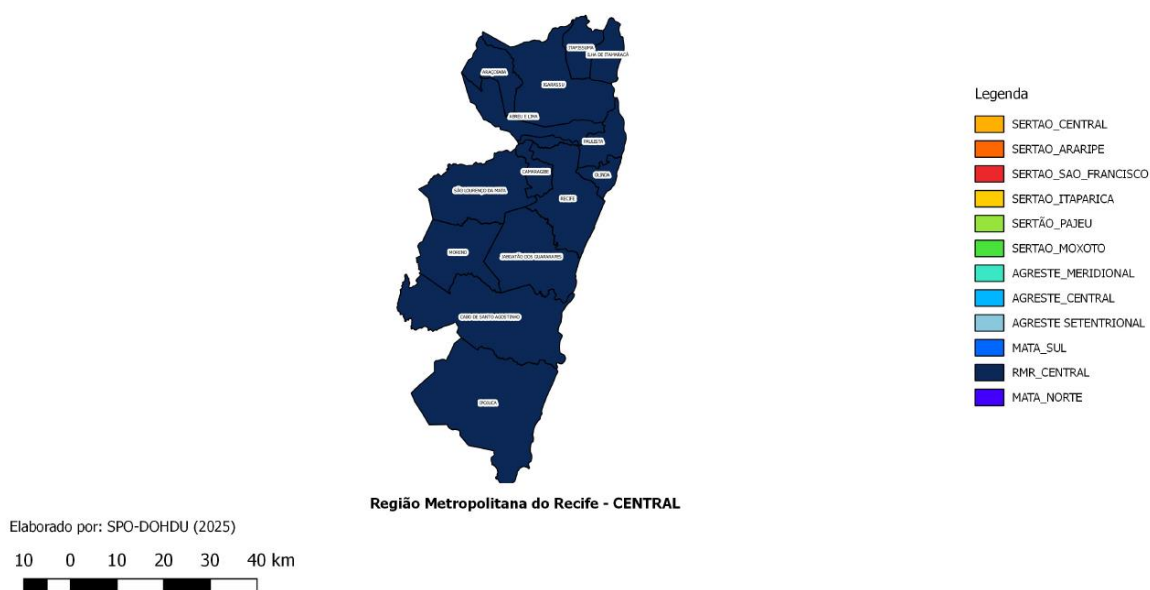 ITAPISSUMA
ILHA DE ITAMARACÁ
ARAÇOIABA
IGARASSU
ABREU E LIMA
PAULISTA
CAMARAGIBE
OLINDA
SÃO LOURENÇO DA MATA
RECIFE
MORENO
JABOATÃO DOS GUARARAPES
CABO DE SANTO AGOSTINHO
IPOJUCA
Legenda
SERTAO_CENTRAL
SERTAO_ARARIPE
SERTAO_SAO_FRANCISCO
SERTAO_ITAPARICA
SERTÃO_PAJEU
SERTAO_MOXOTO
AGRESTE_MERIDIONAL
AGRESTE_CENTRAL
AGRESTE SETENTRIONAL
MATA_SUL
RMR_CENTRAL
MATA_NORTE
Região Metropolitana do Recife - CENTRAL
Elaborado por: SPO-DOHDU (2025)
10 0 10 20 30 40 km